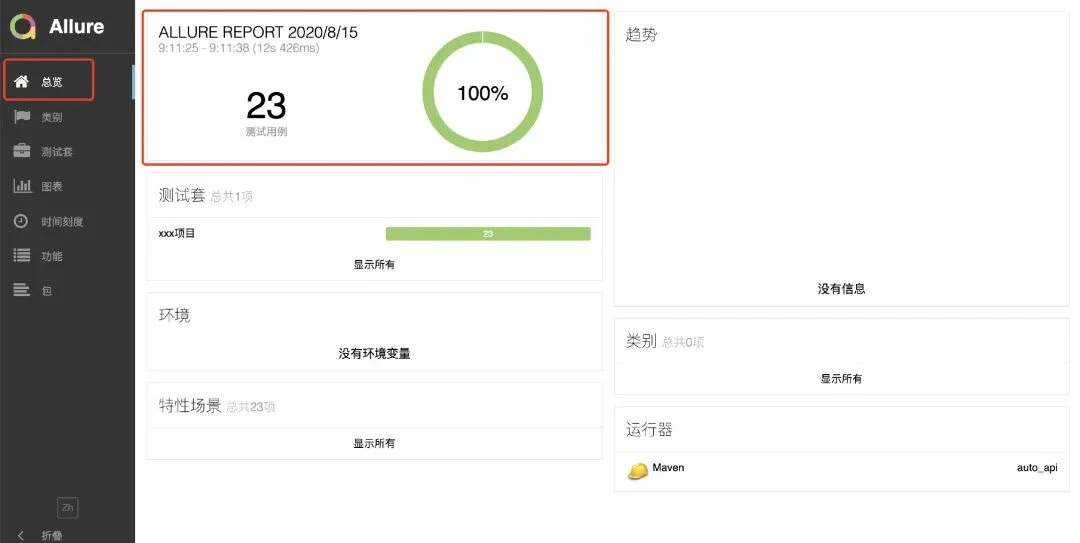 Allure
总览
类别
测试套
图表
时间刻度
功能
包
Zh
折叠
ALLURE REPORT 2020/8/15
9:11:25 - 9:11:38 (12s 426ms)
23
测试用例
100%
测试套 总共1项
xxx项目 23
显示所有
环境
没有环境变量
特性场景 总共23项
显示所有
趋势
没有信息
类别 总共0项
显示所有
运行器
Maven auto_api